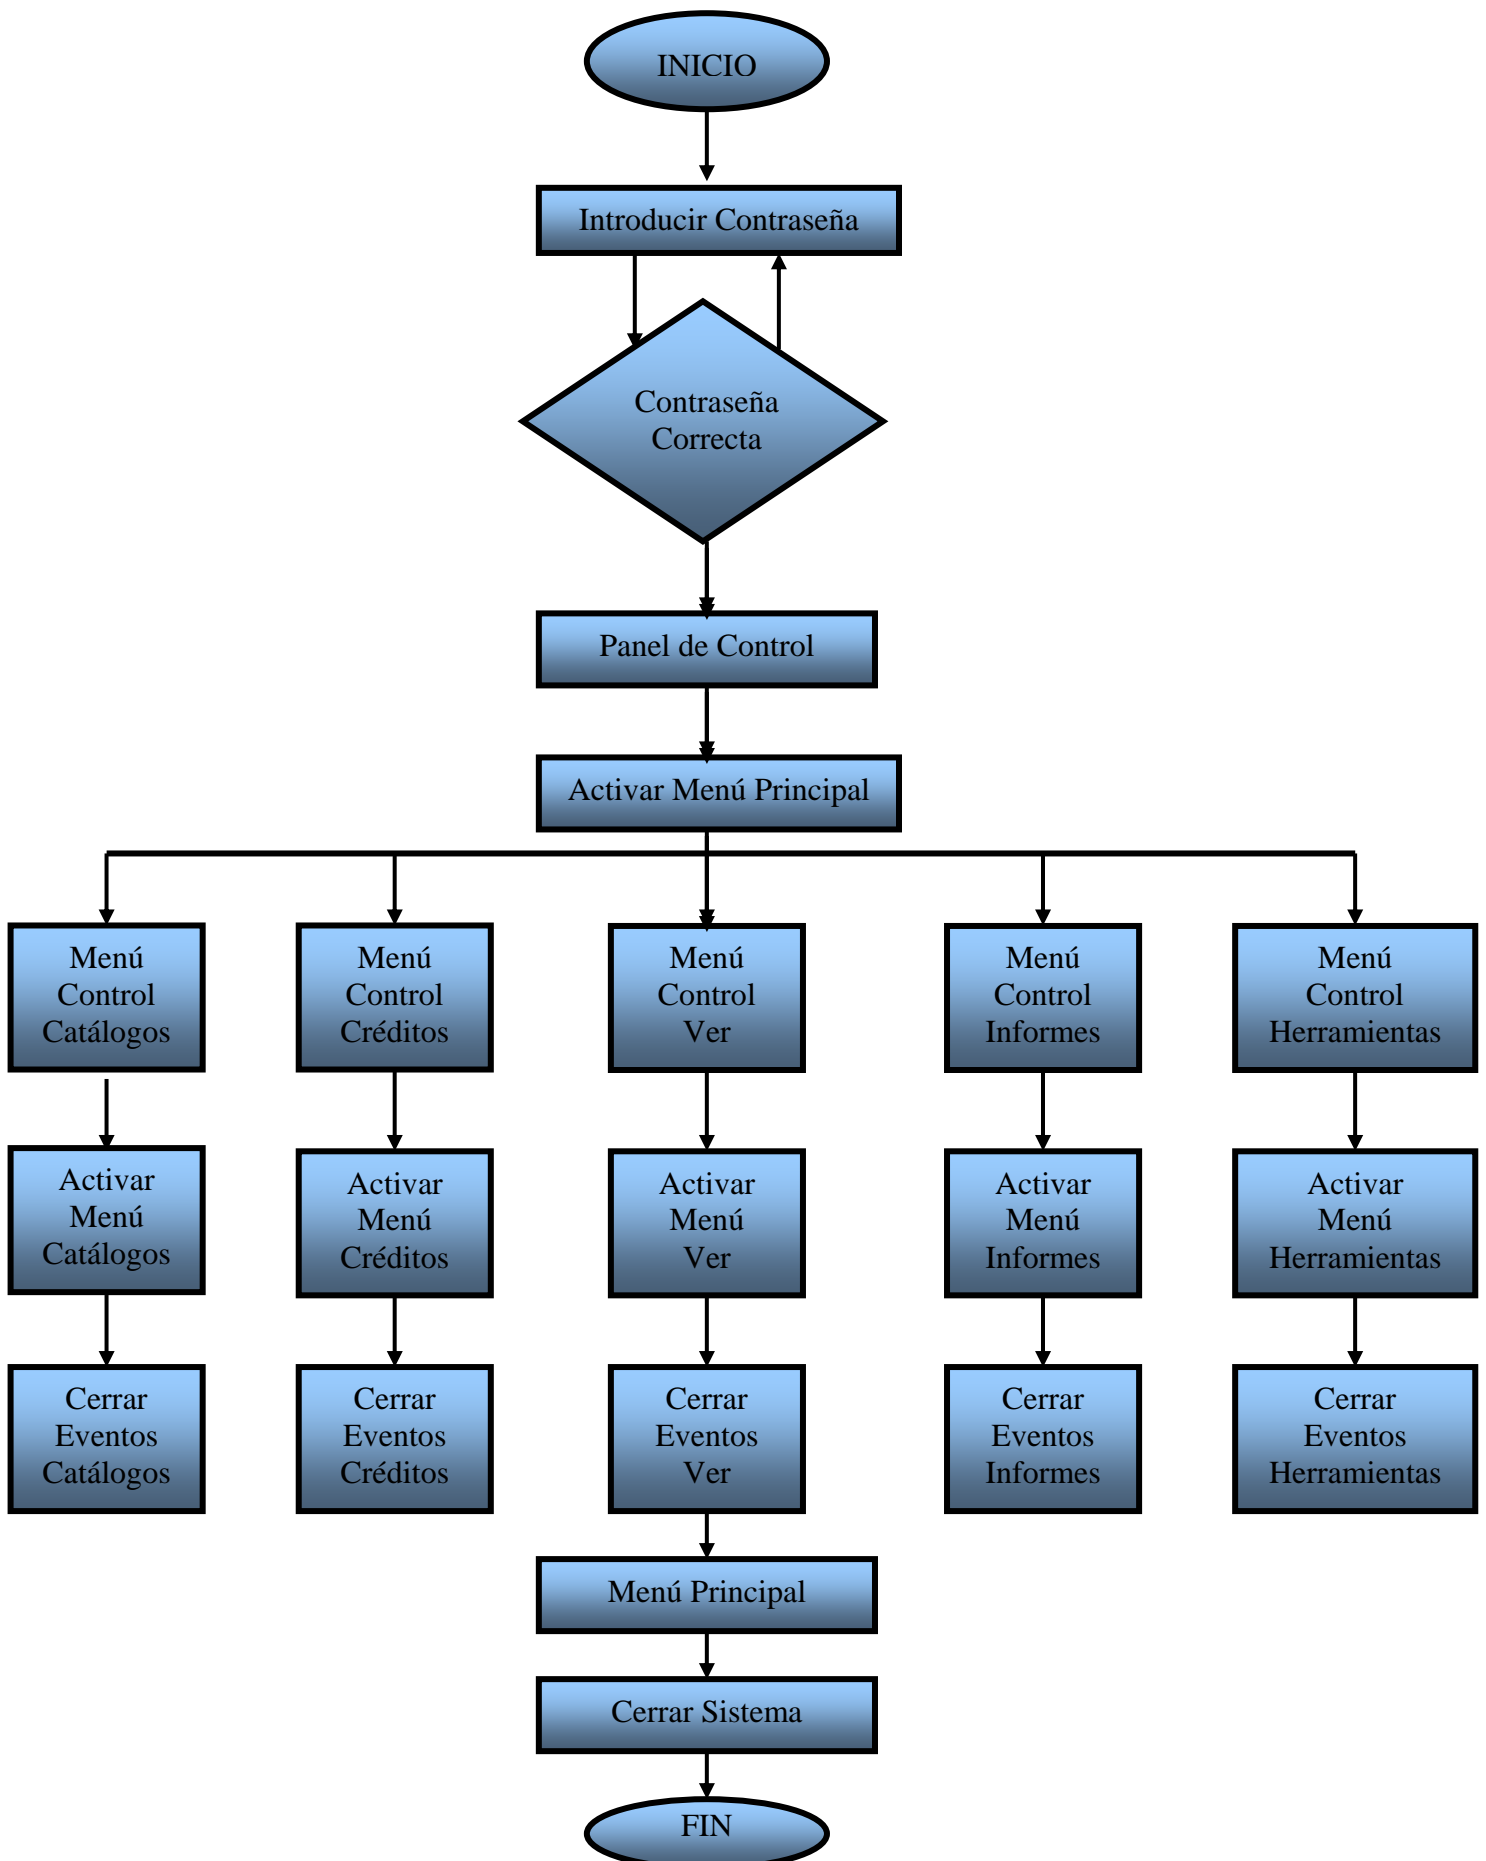 INICIO
Introducir Contraseña
Contraseña
Correcta
Panel de Control
Activar Menú Principal
Menú
Control
Catálogos
Menú
Control
Créditos
Menú
Control
Ver
Menú
Control
Informes
Menú
Control
Herramientas
Activar
Menú
Catálogos
Activar
Menú
Créditos
Activar
Menú
Ver
Activar
Menú
Informes
Activar
Menú
Herramientas
Cerrar
Eventos
Catálogos
Cerrar
Eventos
Créditos
Cerrar
Eventos
Ver
Cerrar
Eventos
Informes
Cerrar
Eventos
Herramientas
Menú Principal
Cerrar Sistema
FIN